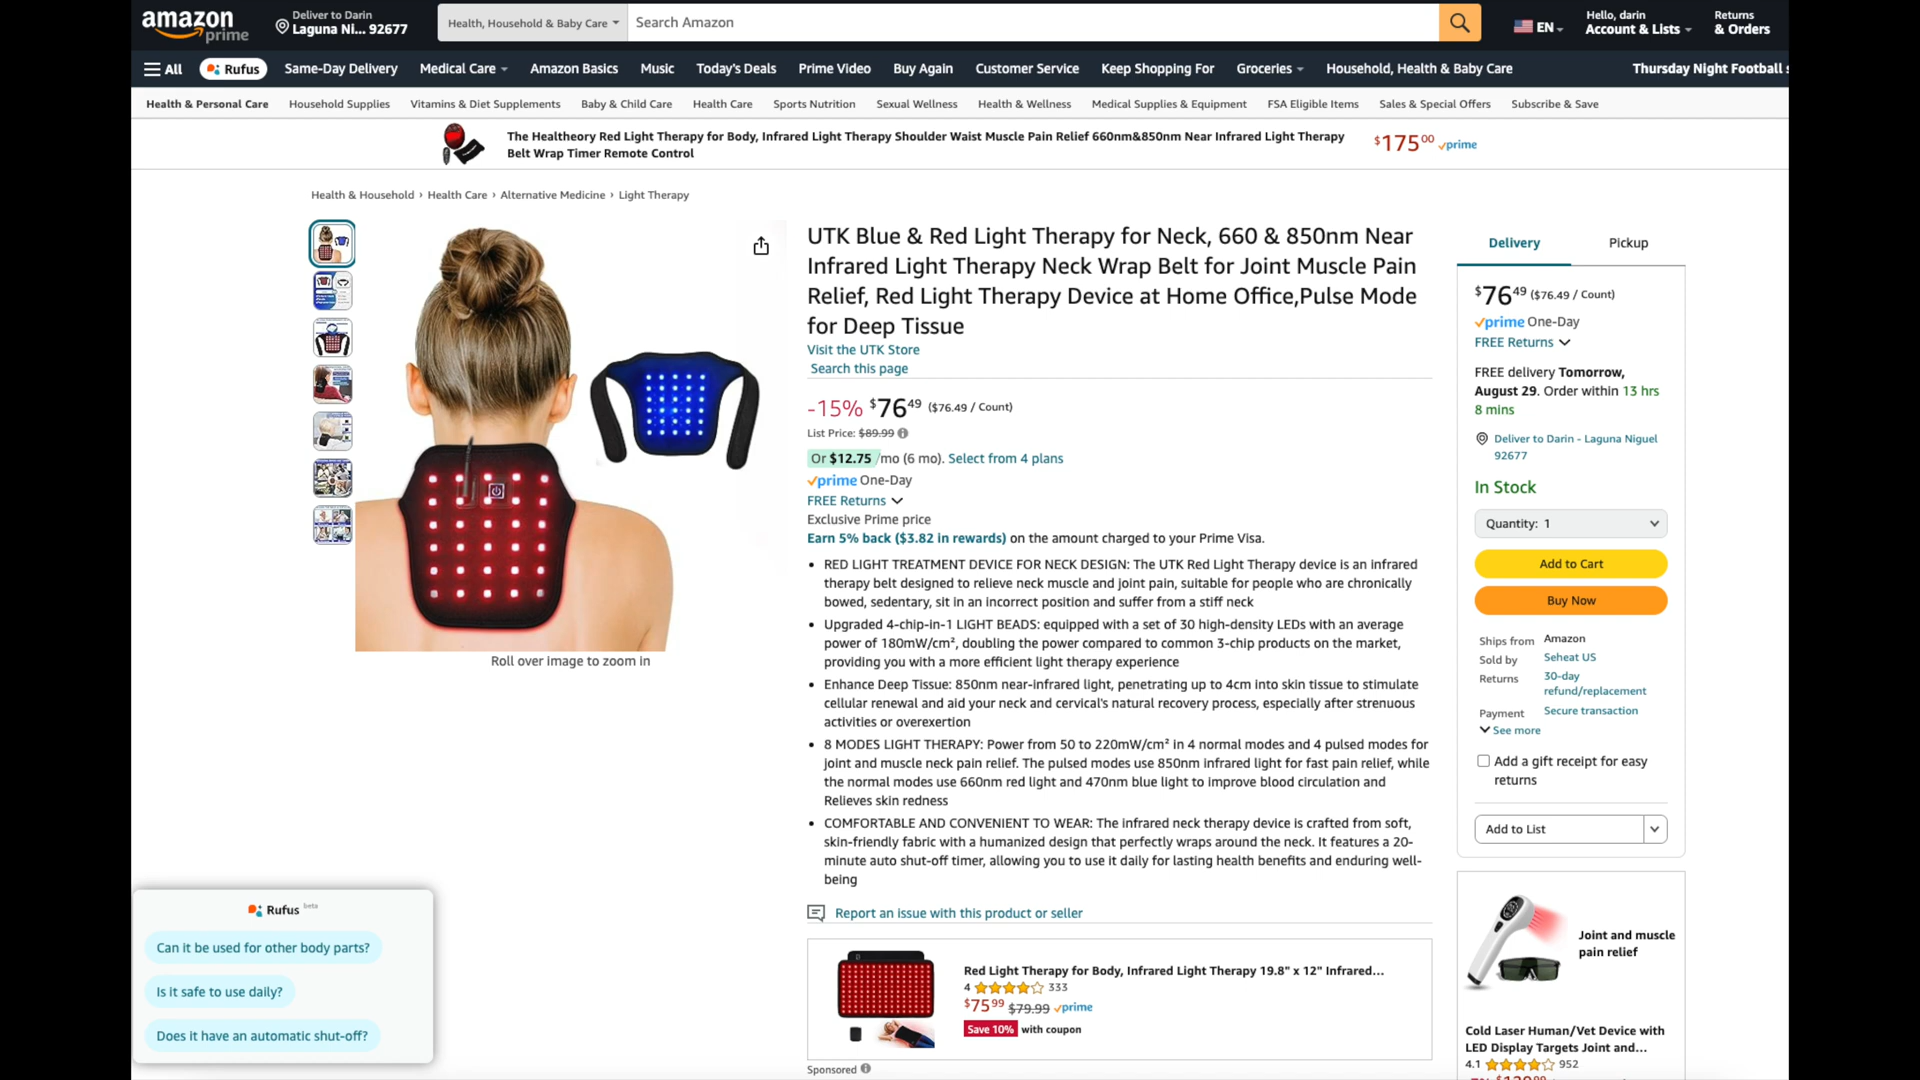 amazon
prime
Deliver to Darin
Laguna Ni... 92677
Health, Household & Baby Care
Search Amazon
EN
Hello, darin
Account & Lists
Returns
& Orders
All
Rufus
Same-Day Delivery
Medical Care
Amazon Basics
Music
Today's Deals
Prime Video
Buy Again
Customer Service
Keep Shopping For
Groceries
Household, Health & Baby Care
Thursday Night Football
Health & Personal Care
Household Supplies
Vitamins & Diet Supplements
Baby & Child Care
Health Care
Sports Nutrition
Sexual Wellness
Health & Wellness
Medical Supplies & Equipment
FSA Eligible Items
Sales & Special Offers
Subscribe & Save
The Healtheory Red Light Therapy for Body, Infrared Light Therapy Shoulder Waist Muscle Pain Relief 660nm&850nm Near Infrared Light Therapy
Belt Wrap Timer Remote Control
$175 00 prime
Health & Household › Health Care › Alternative Medicine › Light Therapy
Roll over image to zoom in
UTK Blue & Red Light Therapy for Neck, 660 & 850nm Near
Infrared Light Therapy Neck Wrap Belt for Joint Muscle Pain
Relief, Red Light Therapy Device at Home Office,Pulse Mode
for Deep Tissue
Visit the UTK Store
Search this page
-15% $76 49 ($76.49 / Count)
List Price: $89.99
Or $12.75 /mo (6 mo). Select from 4 plans
prime One-Day
FREE Returns
Exclusive Prime price
Earn 5% back ($3.82 in rewards) on the amount charged to your Prime Visa.
• RED LIGHT TREATMENT DEVICE FOR NECK DESIGN: The UTK Red Light Therapy device is an infrared
therapy belt designed to relieve neck muscle and joint pain, suitable for people who are chronically
bowed, sedentary, sit in an incorrect position and suffer from a stiff neck
• Upgraded 4-chip-in-1 LIGHT BEADS: equipped with a set of 30 high-density LEDs with an average
power of 180mW/cm², doubling the power compared to common 3-chip products on the market,
providing you with a more efficient light therapy experience
• Enhance Deep Tissue: 850nm near-infrared light, penetrating up to 4cm into skin tissue to stimulate
cellular renewal and aid your neck and cervical's natural recovery process, especially after strenuous
activities or overexertion
• 8 MODES LIGHT THERAPY: Power from 50 to 220mW/cm² in 4 normal modes and 4 pulsed modes for
joint and muscle neck pain relief. The pulsed modes use 850nm infrared light for fast pain relief, while
the normal modes use 660nm red light and 470nm blue light to improve blood circulation and
Relieves skin redness
• COMFORTABLE AND CONVENIENT TO WEAR: The infrared neck therapy device is crafted from soft,
skin-friendly fabric with a humanized design that perfectly wraps around the neck. It features a 20-
minute auto shut-off timer, allowing you to use it daily for lasting health benefits and enduring well-
being
Report an issue with this product or seller
Red Light Therapy for Body, Infrared Light Therapy 19.8" x 12" Infrared...
4 333
$75 99 $79.99 prime
Save 10% with coupon
Sponsored
Delivery
Pickup
$76 49 ($76.49 / Count)
prime One-Day
FREE Returns
FREE delivery Tomorrow,
August 29. Order within 13 hrs
8 mins
Deliver to Darin - Laguna Niguel
92677
In Stock
Quantity: 1
Add to Cart
Buy Now
Ships from Amazon
Sold by Seheat US
Returns 30-day
refund/replacement
Payment Secure transaction
See more
Add a gift receipt for easy
returns
Add to List
Joint and muscle
pain relief
Cold Laser Human/Vet Device with
LED Display Targets Joint and...
4.1 952
Rufus beta
Can it be used for other body parts?
Is it safe to use daily?
Does it have an automatic shut-off?